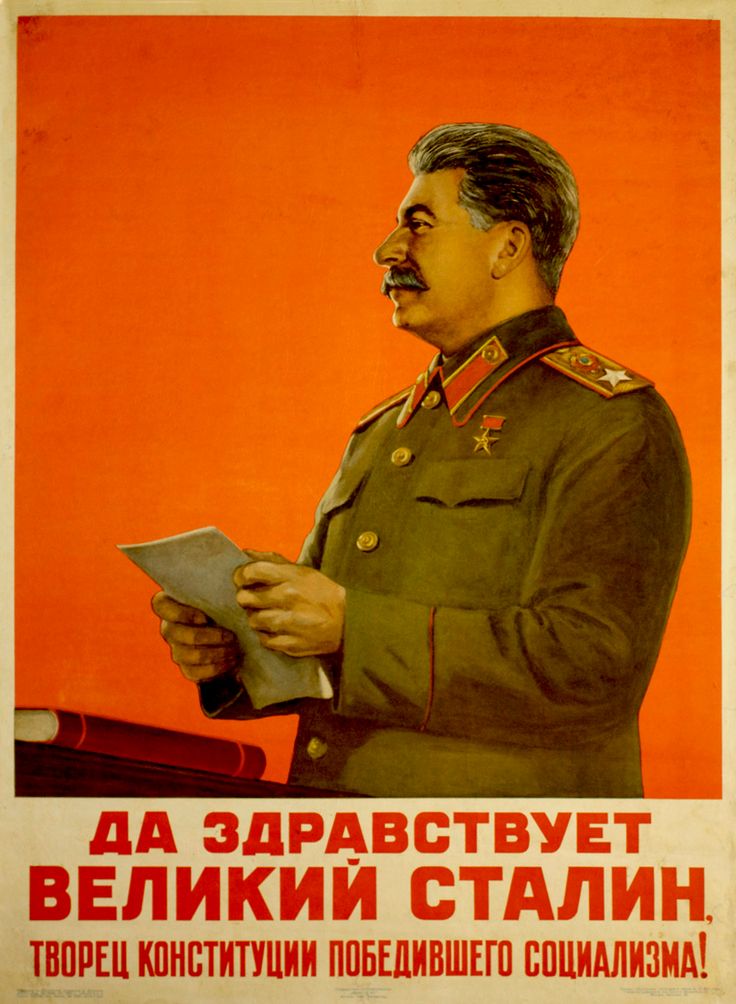 ДА ЗДРАВСТВУЕТ
ВЕЛИКИЙ СТАЛИН,
ТВОРЕЦ КОНСТИТУЦИИ ПОБЕДИВШЕГО СОЦИАЛИЗМА!